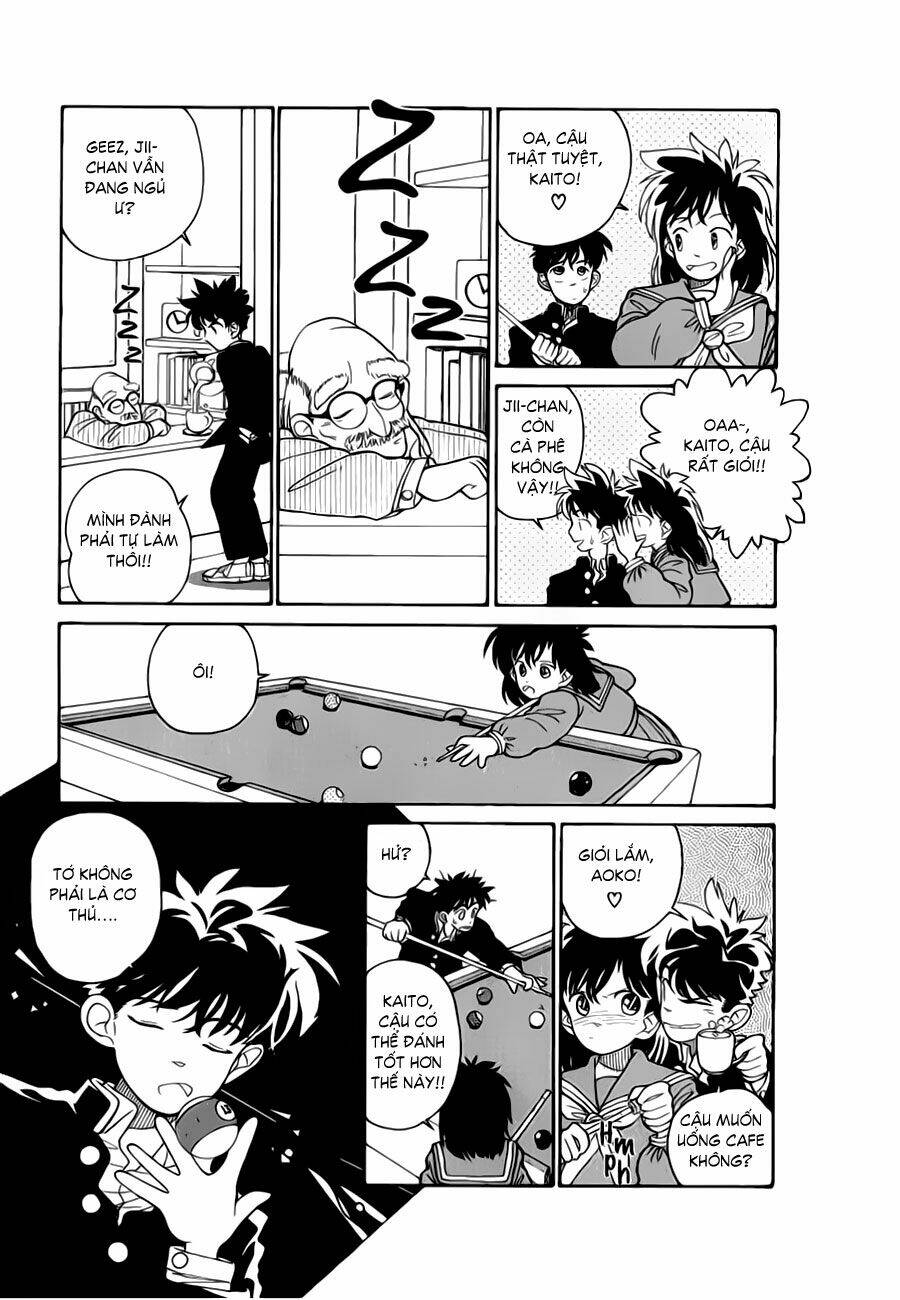 OA, CẬU
THẬT TUYỆT,
KAITO!
♡
OAA-,
KAITO, CẬU
RẤT GIỎI!!
JII-CHAN,
CÒN
CÀ PHÊ
KHÔNG
VẬY!!
Z
Z
Z
Z
GEEZ, JII-
CHAN VẪN
ĐANG NGỦ
Ư?
Z
Z
Z
MÌNH ĐÀNH
PHẢI TỰ LÀM
THÔI!!
ÔI!
GIỎI LẮM,
AOKO!
♡
CẬU MUỐN
UỐNG CAFE
KHÔNG?
HMPH
HỬ?
KAITO,
CẬU CÓ
THỂ ĐÁNH
TỐT HƠN
THẾ NÀY!!
TỚ KHÔNG
PHẢI LÀ CƠ
THỦ....